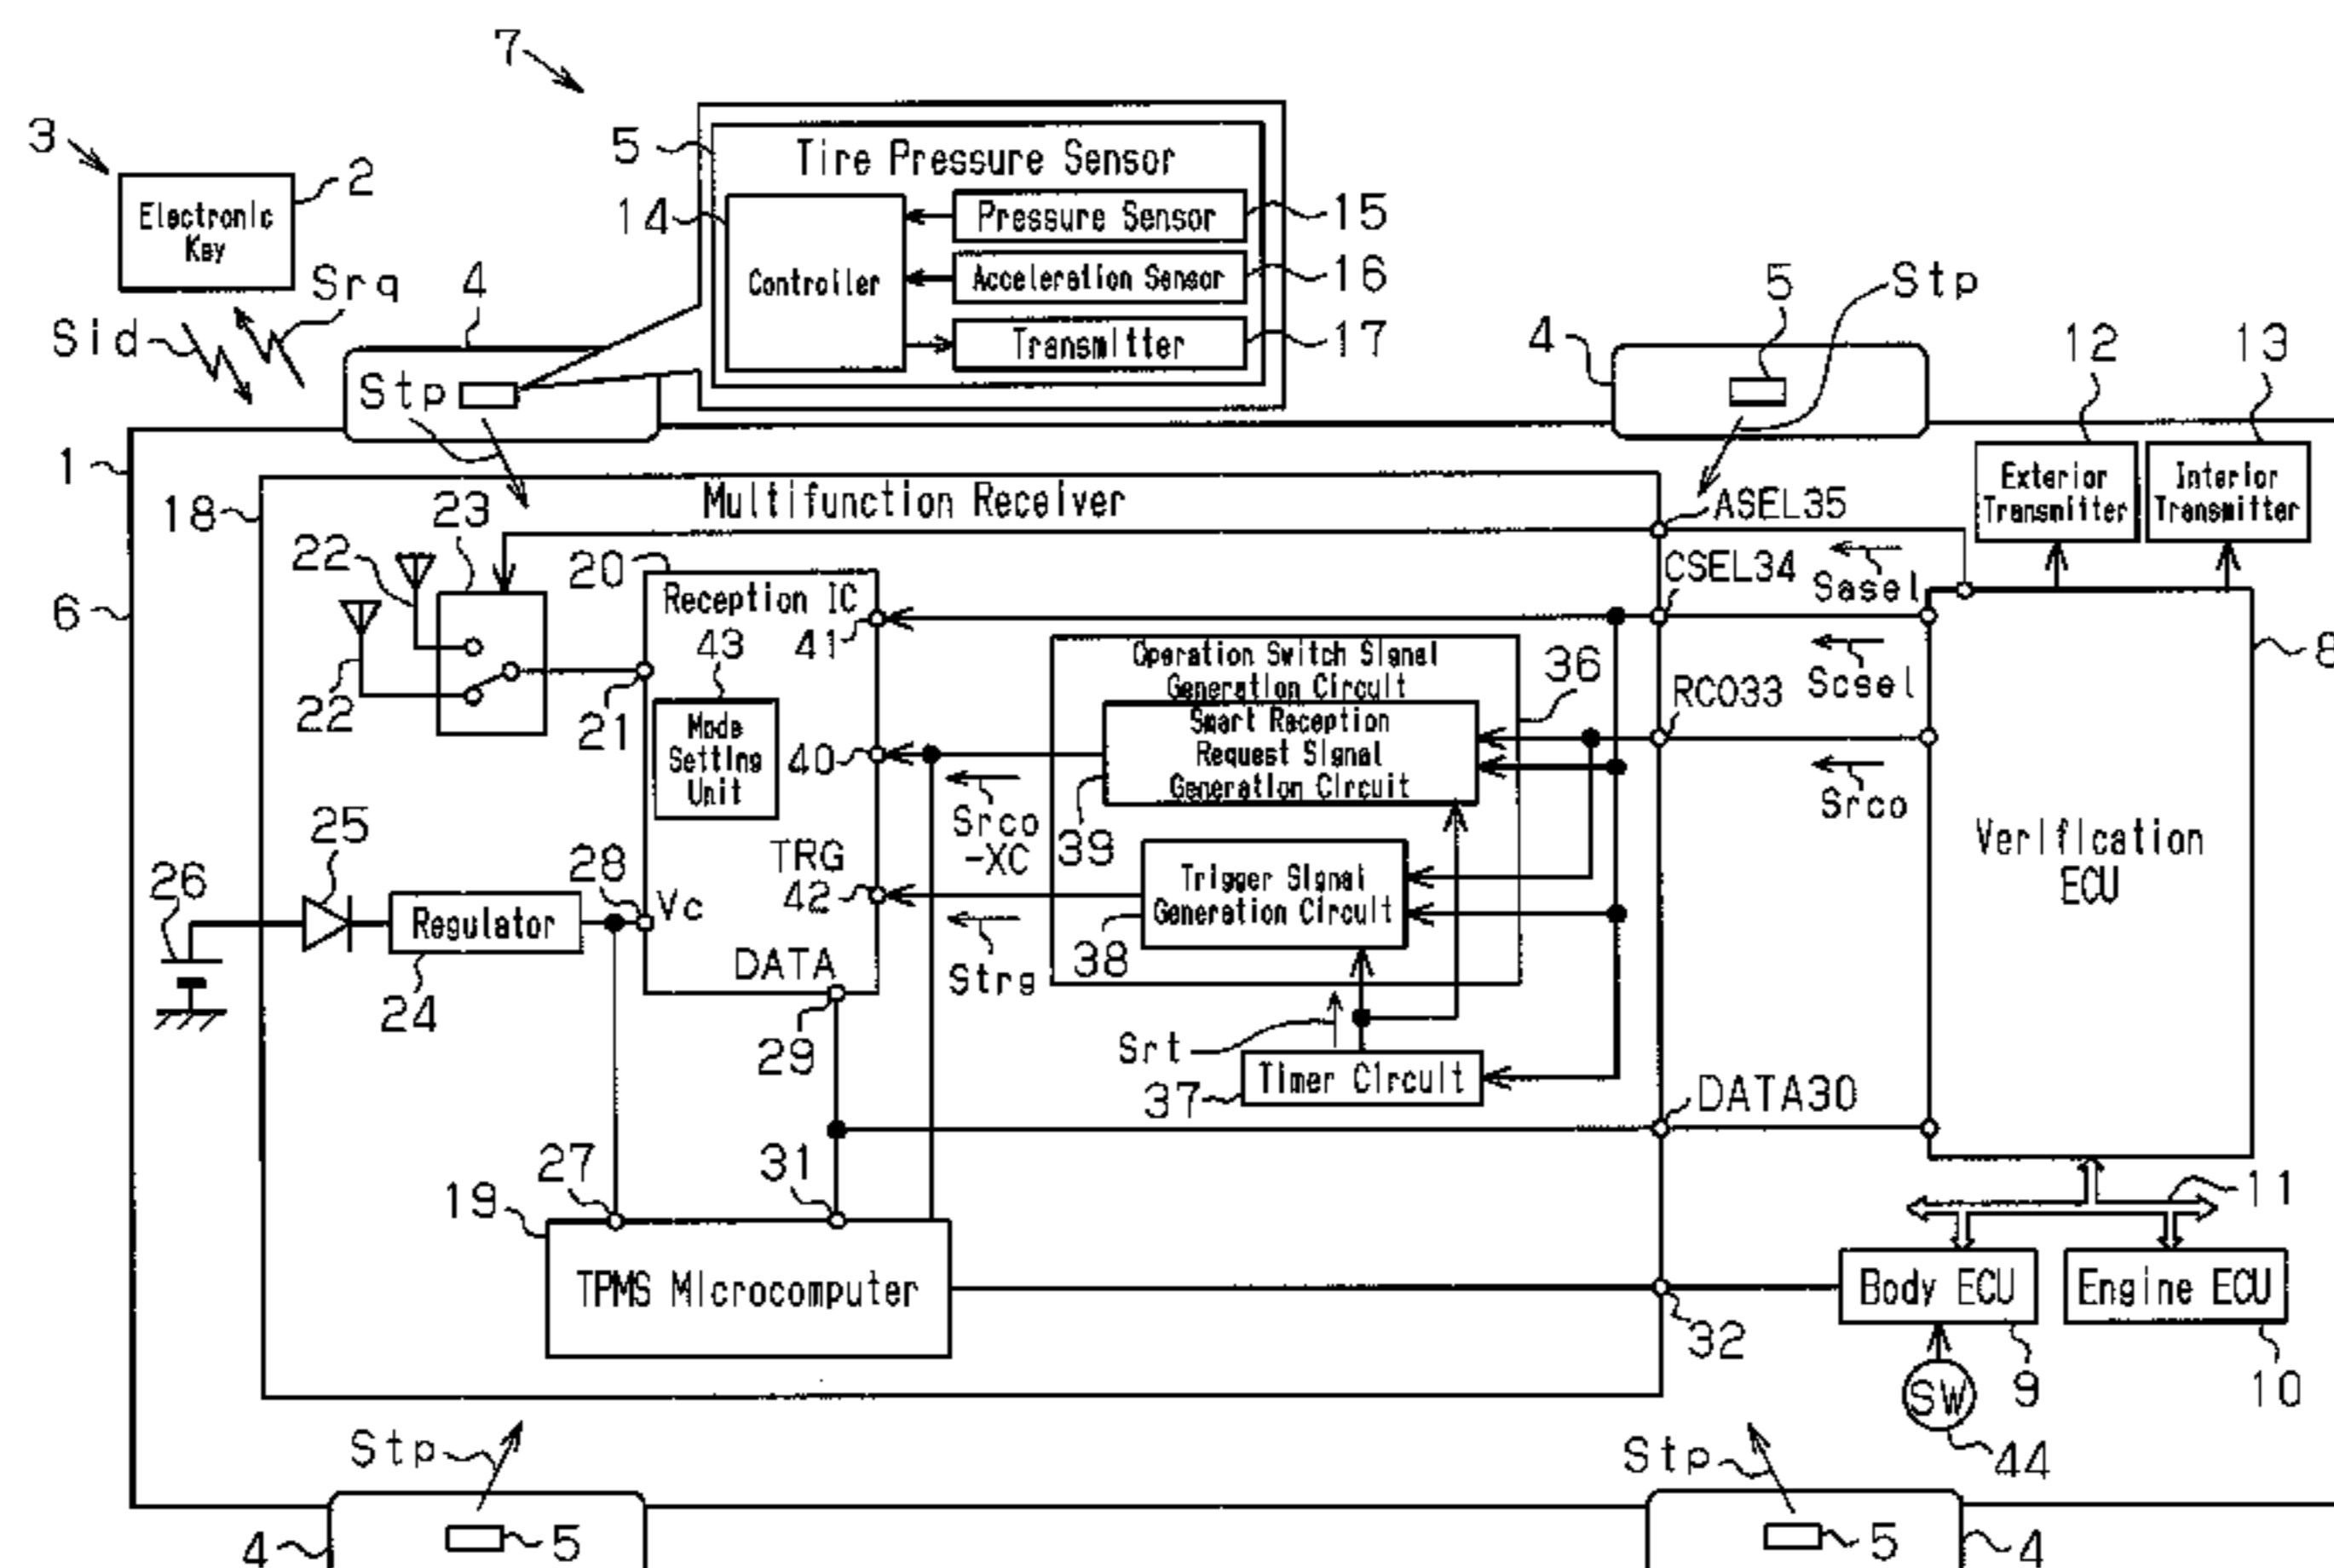 7
3
2
Electronic
Key
Srq
Sid
5
Tire Pressure Sensor
14
Controller
Pressure Sensor
15
Acceleration Sensor
16
Transmitter
17
4
Stp
4
5
Stp
12
13
Exterior
Transmitter
Interior
Transmitter
1
6
18
Multifunction Receiver
ASEL35
CSEL34
RCO33
Sasel
Scsel
Srco
8
Verification
ECU
22
22
23
20
Reception IC
21
41
43
Mode
Setting
Unit
40
TRG
42
Vc
28
DATA
29
Operation Switch Signal
Generation Circuit
36
Smart Reception
Request Signal
Generation Circuit
39
Srco
-XC
Trigger Signal
Generation Circuit
38
Strg
Srt
Timer Circuit
37
26
25
Regulator
24
DATA30
27
31
19
TPMS Microcomputer
32
11
Body ECU
9
Engine ECU
10
SW
44
Stp
4
5
Stp
5
4